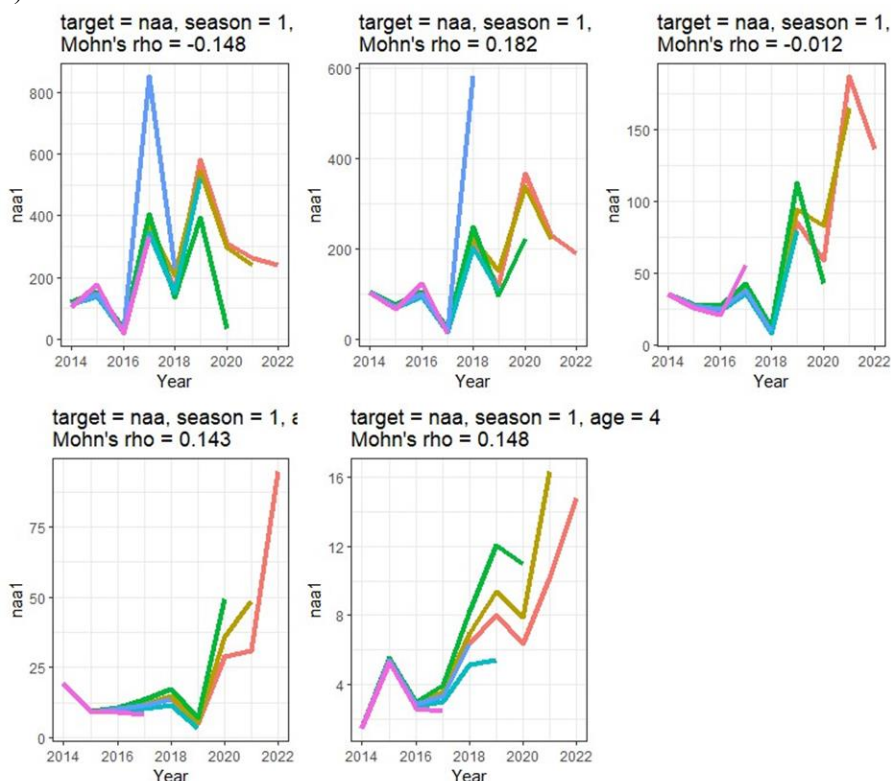 target = naa, season = 1,
Mohn's rho = -0.148
800
600
400
200
0
naa1
2014 2016 2018 2020 2022
Year
target = naa, season = 1,
Mohn's rho = 0.182
600
400
200
0
naa1
2014 2016 2018 2020 2022
Year
target = naa, season = 1,
Mohn's rho = -0.012
150
100
50
0
naa1
2014 2016 2018 2020 2022
Year
target = naa, season = 1,
Mohn's rho = 0.143
75
50
25
0
naa1
2014 2016 2018 2020 2022
Year
target = naa, season = 1, age = 4
Mohn's rho = 0.148
16
12
8
4
naa1
2014 2016 2018 2020 2022
Year